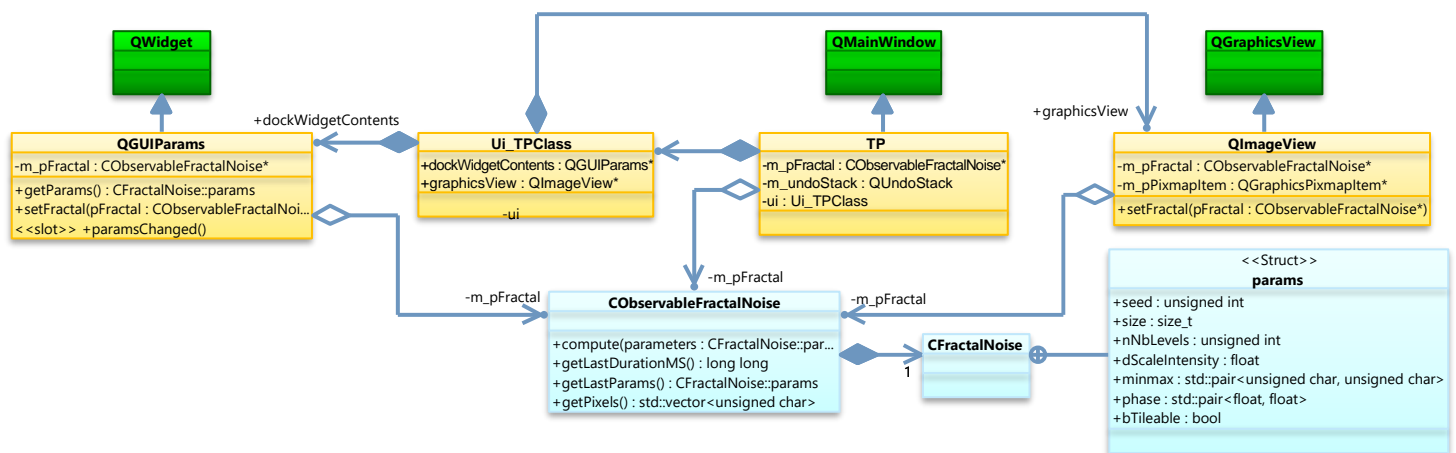 QWidget
QMainWindow
QGraphicsView
+dockWidgetContents
+graphicsView
QGUIParams
-m_pFractal : CObservableFractalNoise*
+getParams() : CFractalNoise::params
+setFractal(pFractal : CObservableFractalNoi...
<<slot>> +paramsChanged()
Ui_TPClass
+dockWidgetContents : QGUIParams*
+graphicsView : QImageView*
-ui
TP
-m_pFractal : CObservableFractalNoise*
-m_undoStack : QUndoStack
-ui : Ui_TPClass
QImageView
-m_pFractal : CObservableFractalNoise*
-m_pPixmapItem : QGraphicsPixmapItem*
+setFractal(pFractal : CObservableFractalNoise*)
-m_pFractal
-m_pFractal
-m_pFractal
CObservableFractalNoise
+compute(parameters : CFractalNoise::par...
+getLastDurationMS() : long long
+getLastParams() : CFractalNoise::params
+getPixels() : std::vector<unsigned char>
1
CFractalNoise
<<Struct>>
params
+seed : unsigned int
+size : size_t
+nNbLevels : unsigned int
+dScaleIntensity : float
+minmax : std::pair<unsigned char, unsigned char>
+phase : std::pair<float, float>
+bTileable : bool